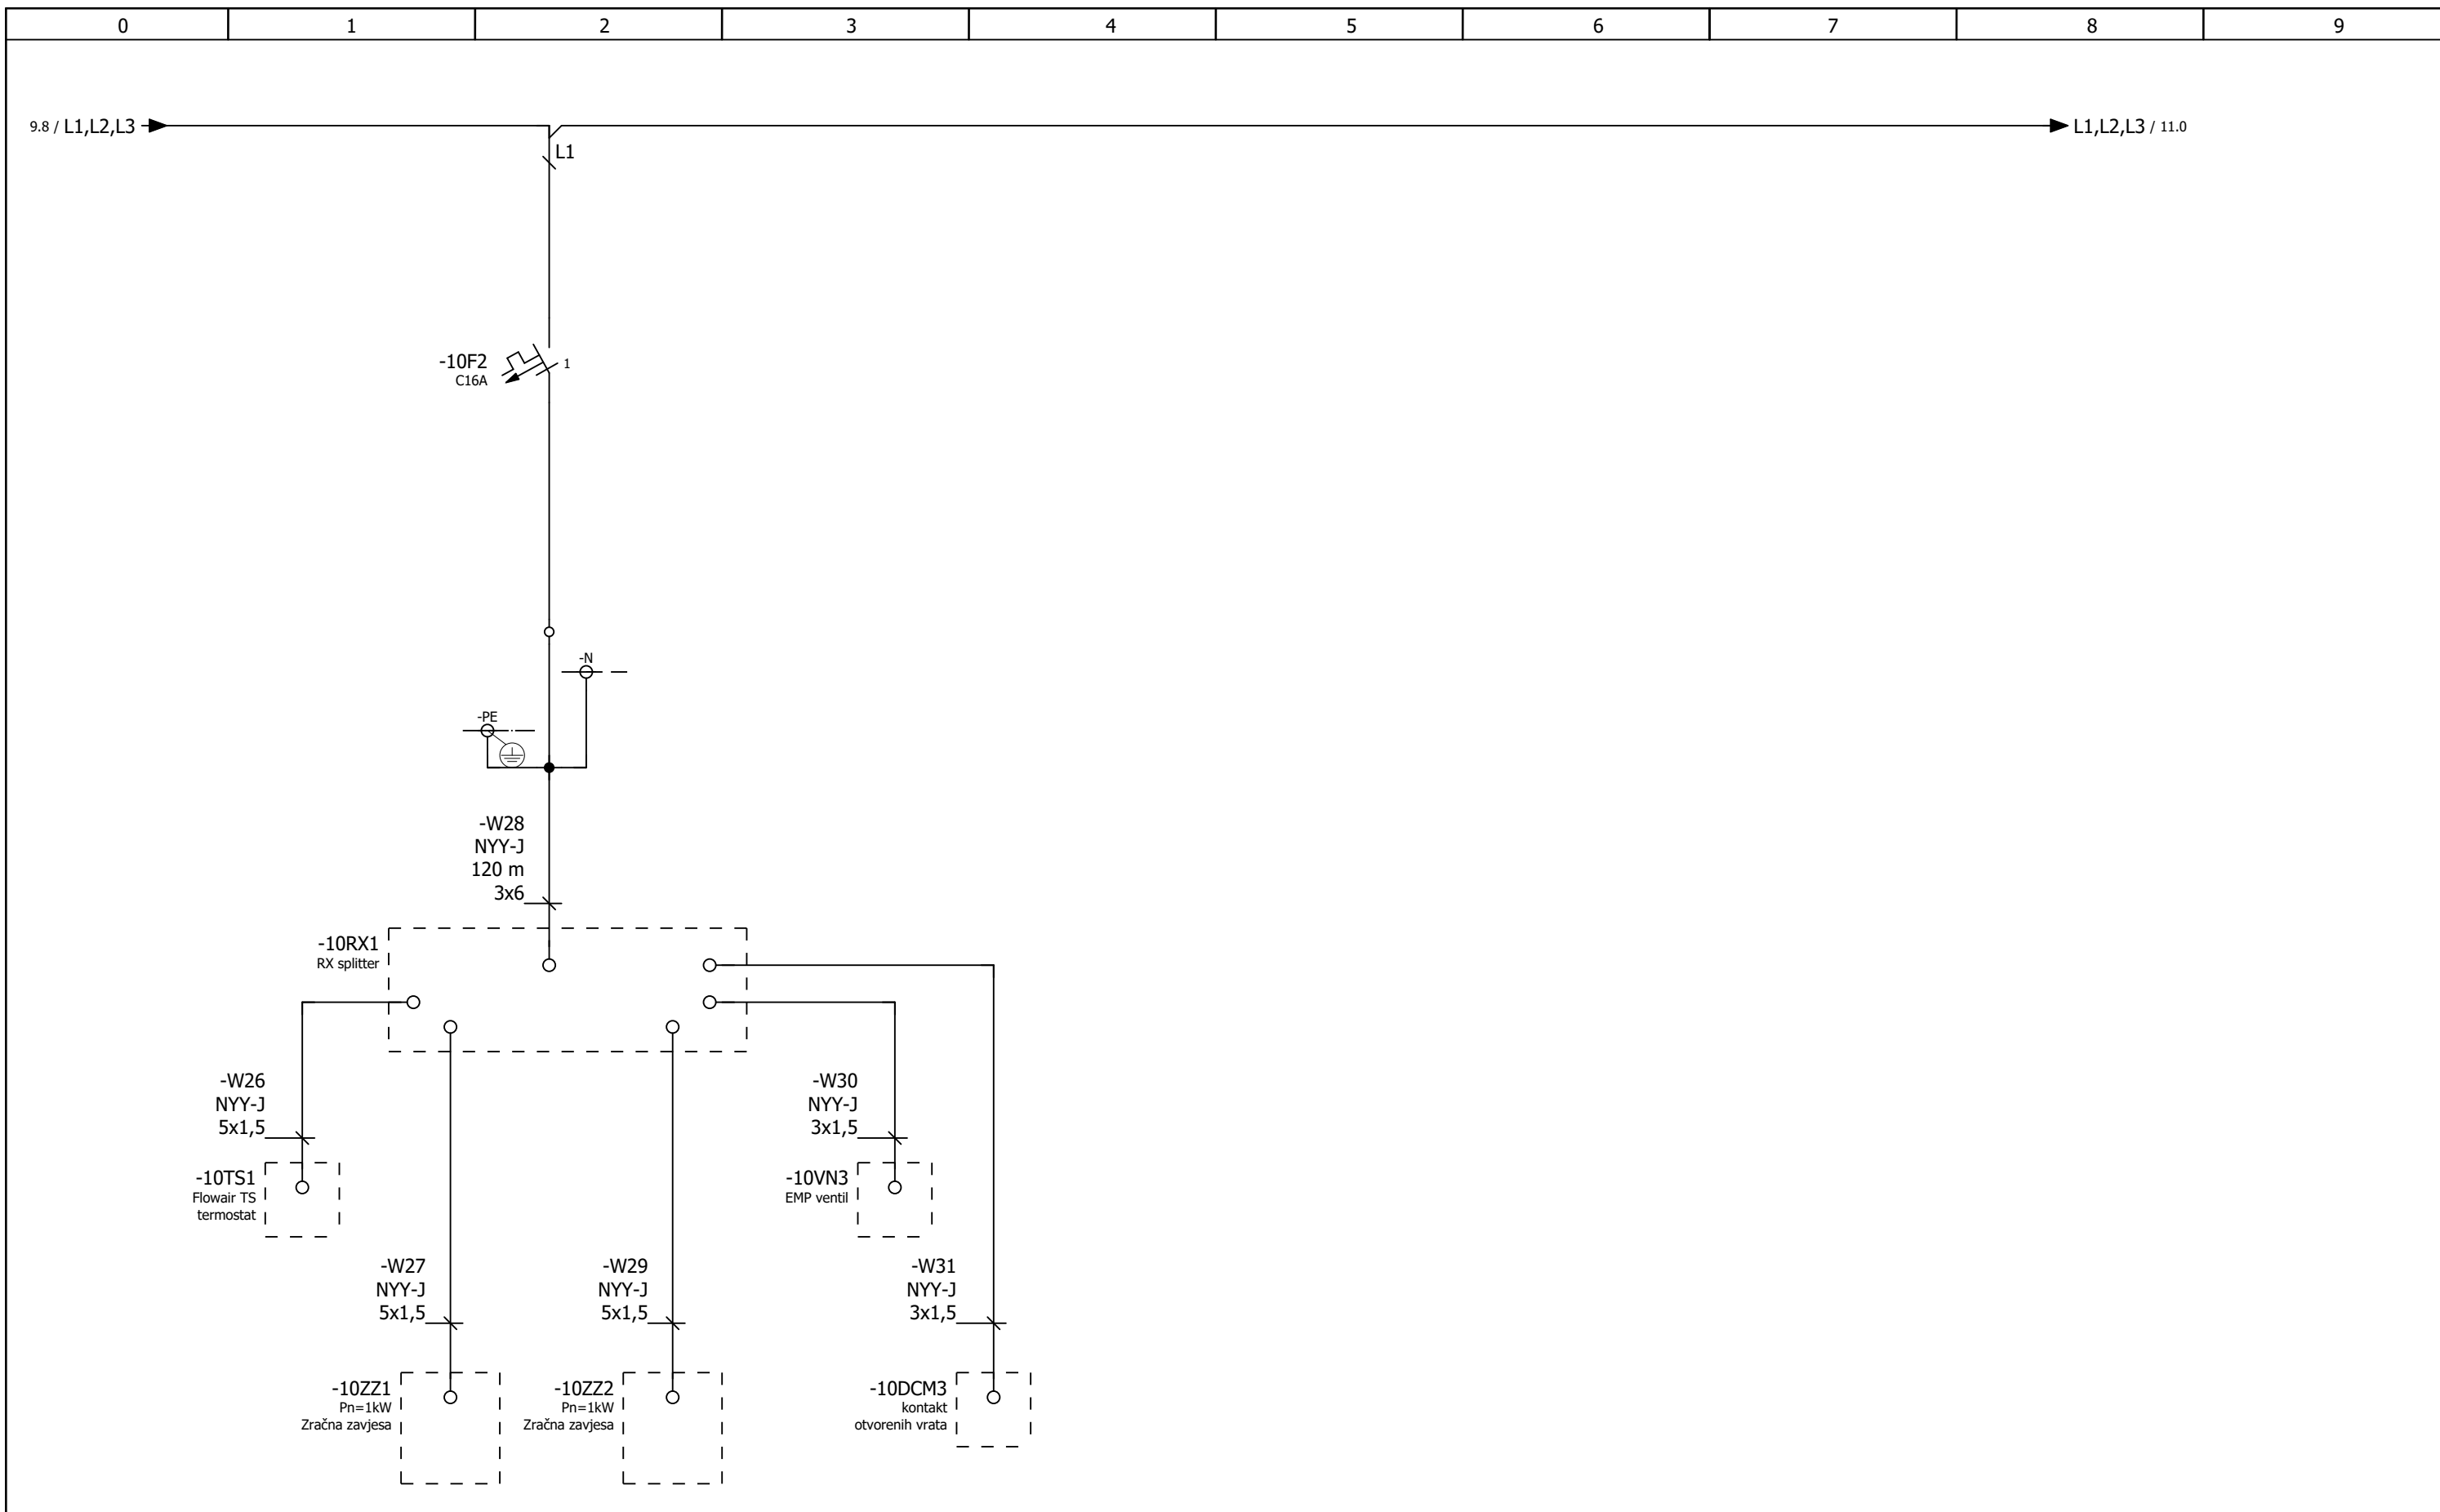 0 1 2 3 4 5 6 7 8 9
9.8 / L1,L2,L3
L1,L2,L3 / 11.0
L1
-10F2
C16A
1
-N
-PE
-W28
NYY-J
120 m
3x6
-10RX1
RX splitter
-W26
NYY-J
5x1,5
-W30
NYY-J
3x1,5
-10TS1
Flowair TS
termostat
-10VN3
EMP ventil
-W27
NYY-J
5x1,5
-W29
NYY-J
5x1,5
-W31
NYY-J
3x1,5
-10ZZ1
Pn=1kW
Zračna zavjesa
-10ZZ2
Pn=1kW
Zračna zavjesa
-10DCM3
kontakt
otvorenih vrata